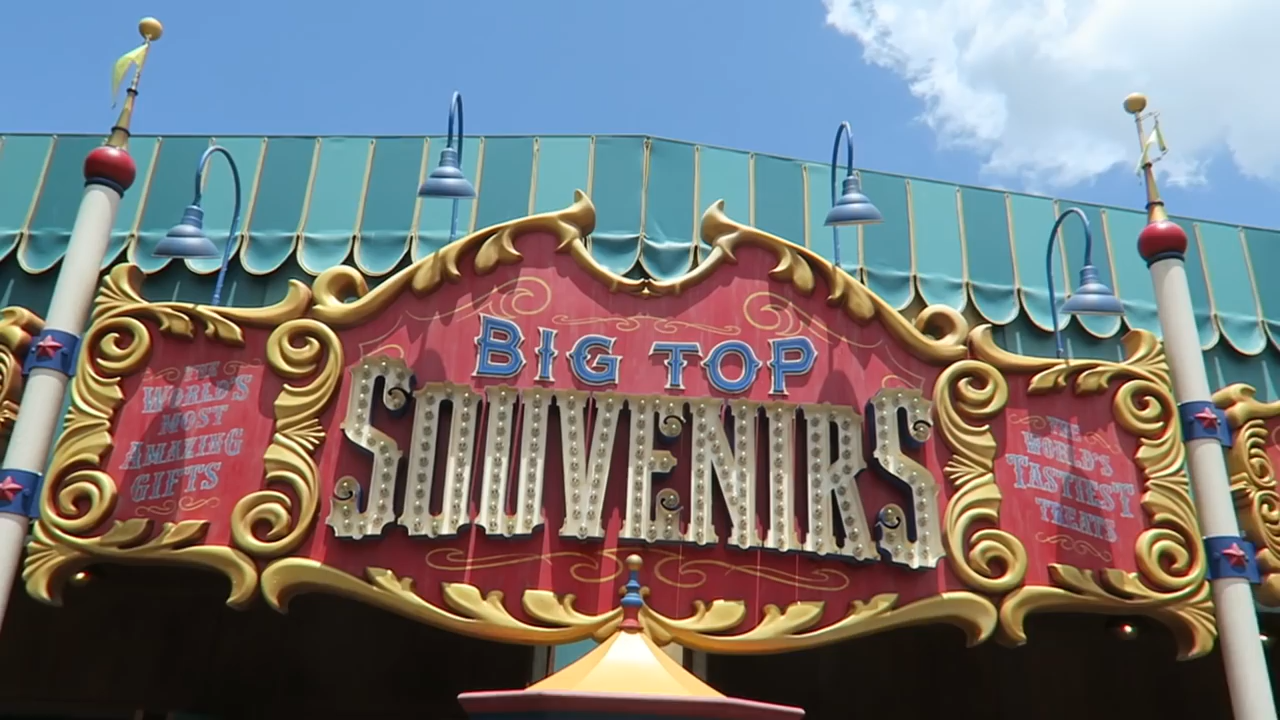 BIG TOP
SOUVENIRS
THE
WORLD'S
MOST
AMAZING
GIFTS
THE
WORLD'S
TASTIEST
TREATS